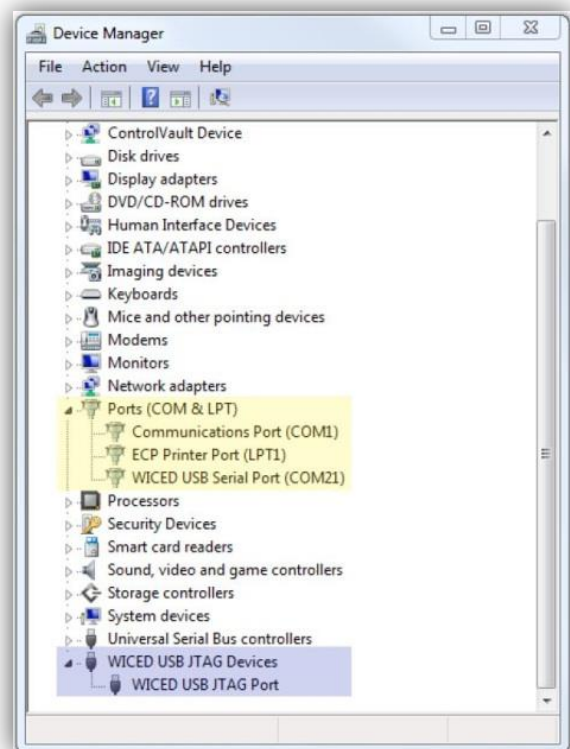 Device Manager
File Action View Help
ControlVault Device
Disk drives
Display adapters
DVD/CD-ROM drives
Human Interface Devices
IDE ATA/ATAPI controllers
Imaging devices
Keyboards
Mice and other pointing devices
Modems
Monitors
Network adapters
Ports (COM & LPT)
Communications Port (COM1)
ECP Printer Port (LPT1)
WICED USB Serial Port (COM21)
Processors
Security Devices
Smart card readers
Sound, video and game controllers
Storage controllers
System devices
Universal Serial Bus controllers
WICED USB JTAG Devices
WICED USB JTAG Port